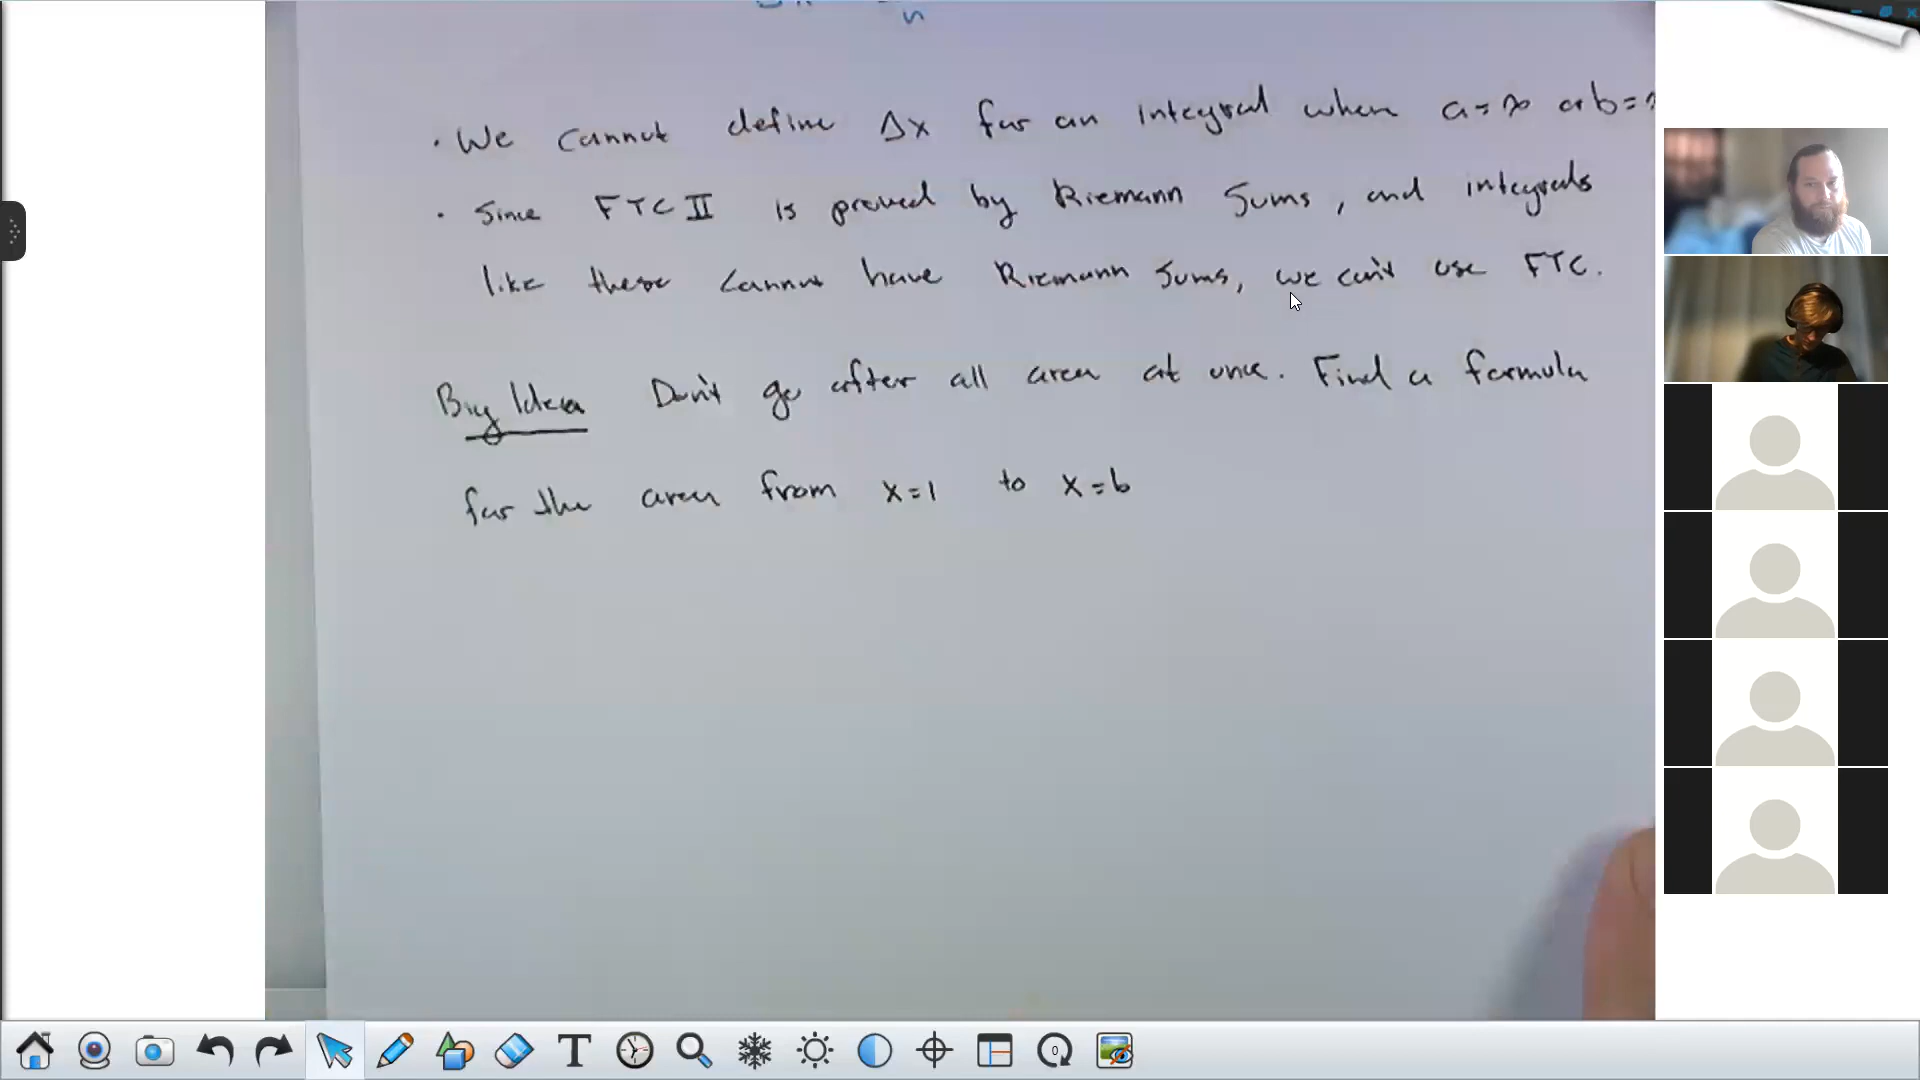 n
· We cannot define Δx for an integral when a=∞ or b=
· Since FTC II is proved by Riemann Sums, and integrals
like these cannot have Riemann Sums, we can't use FTC.
Big Idea Don't go after all area at once. Find a formula
for the area from x=1 to x=b
T
0